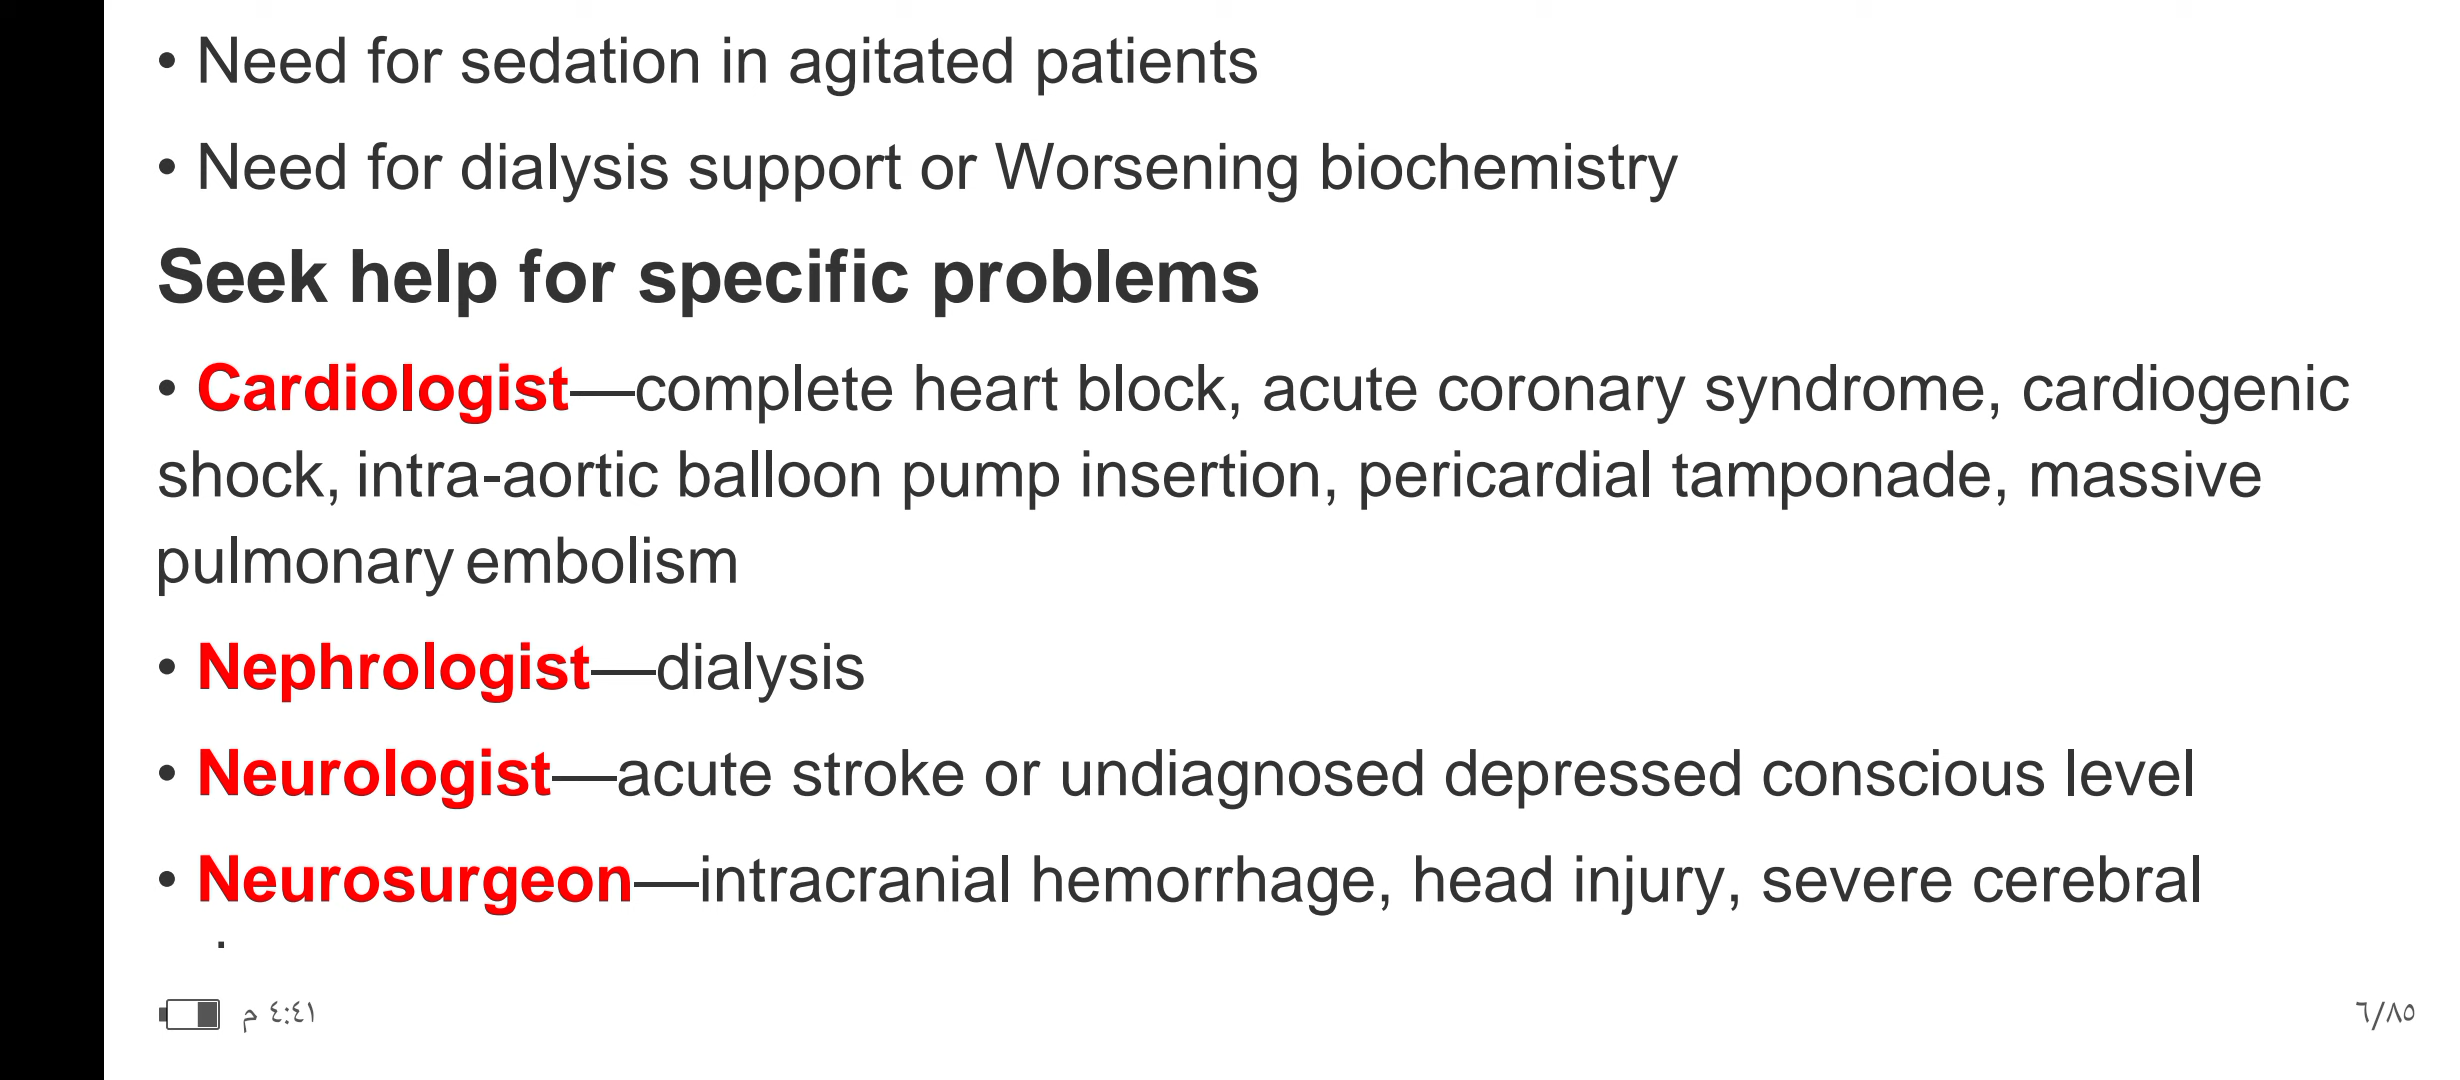 • Need for sedation in agitated patients
• Need for dialysis support or Worsening biochemistry
Seek help for specific problems
• Cardiologist—complete heart block, acute coronary syndrome, cardiogenic
shock, intra-aortic balloon pump insertion, pericardial tamponade, massive
pulmonary embolism
• Nephrologist—dialysis
• Neurologist—acute stroke or undiagnosed depressed conscious level
• Neurosurgeon—intracranial hemorrhage, head injury, severe cerebral
٤:٤١ م
٦/٨٥